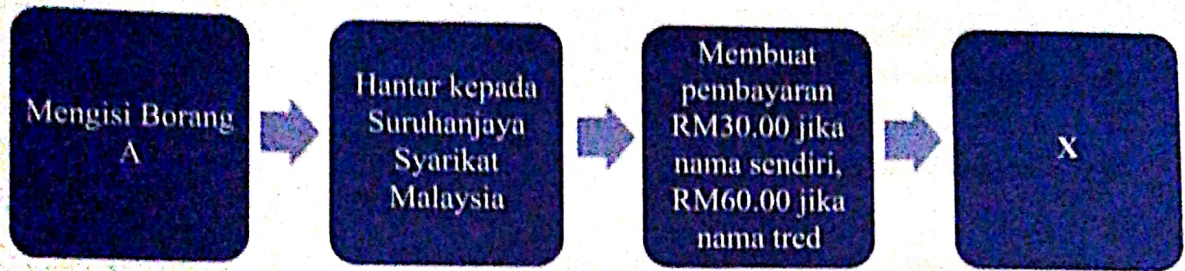 Mengisi Borang
A
Hantar kepada
Suruhanjaya
Syarikat
Malaysia
Membuat
pembayaran
RM30.00 jika
nama sendiri,
RM60.00 jika
nama tred
X